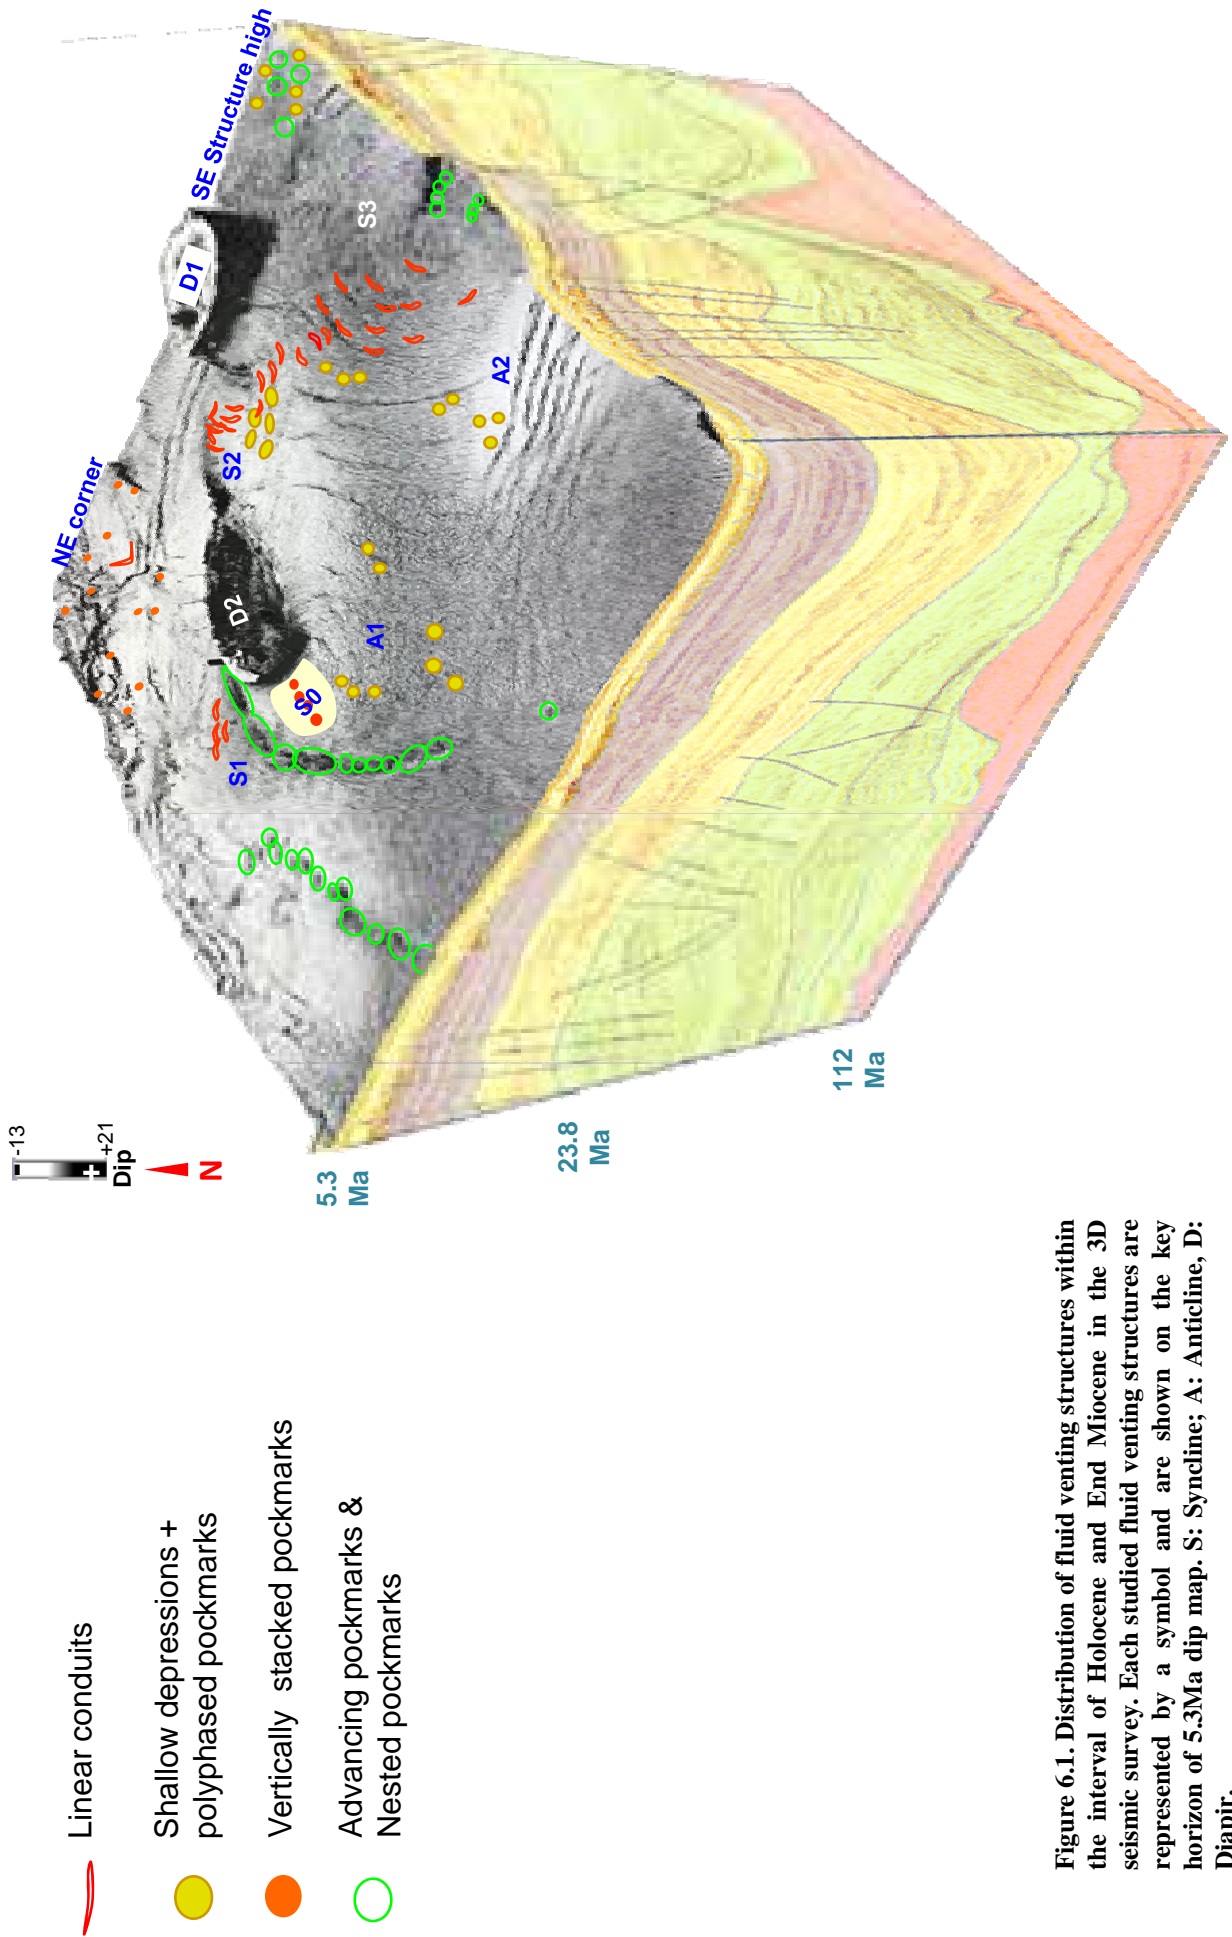 Linear conduits
Shallow depressions +
polyphased pockmarks
Vertically stacked pockmarks
Advancing pockmarks &
Nested pockmarks
-13
+
+21
Dip
N
NE corner
SE Structure high
D1
D2
S0
S1
S2
S3
A1
A2
5.3
Ma
23.8
Ma
112
Ma
Figure 6.1. Distribution of fluid venting structures within
the interval of Holocene and End Miocene in the 3D
seismic survey. Each studied fluid venting structures are
represented by a symbol and are shown on the key
horizon of 5.3Ma dip map. S: Syncline; A: Anticline, D:
Diapir.